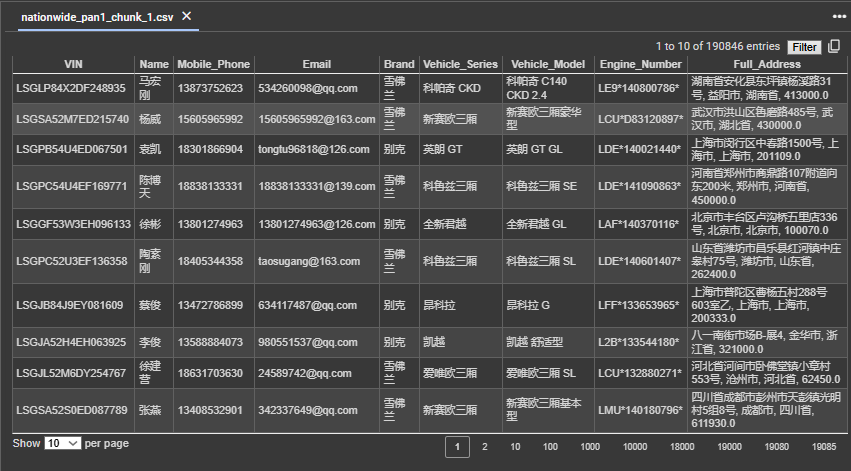 nationwide_pan1_chunk_1.csv
1 to 10 of 190846 entries Filter
VIN Name Mobile_Phone Email Brand Vehicle_Series Vehicle_Model Engine_Number Full_Address
LSGLP84X2DF248935 马宏刚 13873752623 534260098@qq.com 雪佛兰 科帕奇 CKD 科帕奇 C140 CKD 2.4 LE9*140800786* 湖南省安化县东坪镇杨溪路31号, 益阳市, 湖南省, 413000.0
LSGSA52M7ED215740 杨威 15605965992 15605965992@163.com 雪佛兰 新赛欧三厢 新赛欧三厢豪华型 LCU*D83120897* 武汉市洪山区鲁磨路485号, 武汉市, 湖北省, 430000.0
LSGPB54U4ED067501 袁凯 18301866904 tongtu96818@126.com 别克 英朗 GT 英朗 GT GL LDE*140021440* 上海市闵行区中春路1500号, 上海市, 上海市, 201109.0
LSGPC54U4EF169771 陈博天 18838133331 18838133331@139.com 雪佛兰 科鲁兹三厢 科鲁兹三厢 SE LDE*141090863* 河南省郑州市商鼎路107附道向东200米, 郑州市, 河南省, 450000.0
LSGGF53W3EH096133 徐彬 13801274963 13801274963@126.com 别克 全新君越 全新君越 GL LAF*140370116* 北京市丰台区卢沟桥五里店336号, 北京市, 北京市, 100070.0
LSGPC52U3EF136358 陶素刚 18405344358 taosugang@163.com 雪佛兰 科鲁兹三厢 科鲁兹三厢 SL LDE*140601407* 山东省潍坊市昌乐县红河镇中庄皋村75号, 潍坊市, 山东省, 262400.0
LSGJB84J9EY081609 蔡俊 13472786899 634117487@qq.com 别克 昂科拉 昂科拉 G LFF*133653965* 上海市普陀区曹杨五村288号603室乙, 上海市, 上海市, 200333.0
LSGJA52H4EH063925 李俊 13588884073 980551537@qq.com 别克 凯越 凯越 舒适型 L2B*133544180* 八一南街市场B-展4, 金华市, 浙江省, 321000.0
LSGJL52M6DY254767 徐建营 18631703630 24589742@qq.com 雪佛兰 爱唯欧三厢 爱唯欧三厢 SL LCU*132880271* 河北省河间市卧佛堂镇小章村553号, 沧州市, 河北省, 62450.0
LSGSA52S0ED087789 张燕 13408532901 342337649@qq.com 雪佛兰 新赛欧三厢 新赛欧三厢基本型 LMU*140180796* 四川省成都市彭州市天彭镇光明村5组8号, 成都市, 四川省, 611930.0
Show 10 per page 1 2 10 100 1000 10000 18000 19000 19080 19085